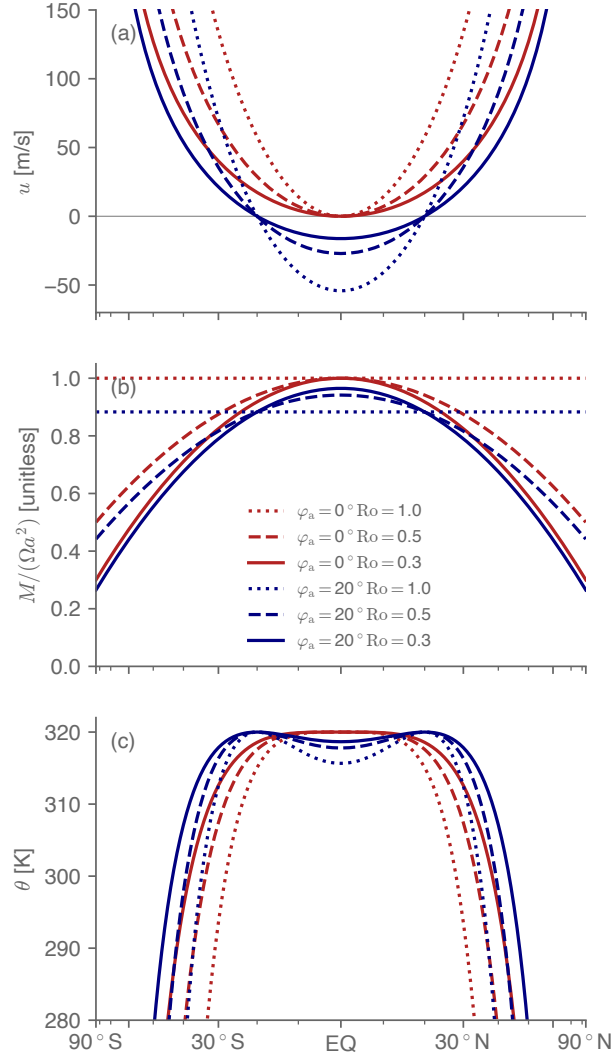 150
(a)
100
50
0
−50
u [m/s]
(b)
1.0
0.8
0.6
0.4
0.2
0.0
M/(Ωa²) [unitless]
φₐ = 0° Ro = 1.0
φₐ = 0° Ro = 0.5
φₐ = 0° Ro = 0.3
φₐ = 20° Ro = 1.0
φₐ = 20° Ro = 0.5
φₐ = 20° Ro = 0.3
320
(c)
310
300
290
280
θ [K]
90°S 30°S EQ 30°N 90°N